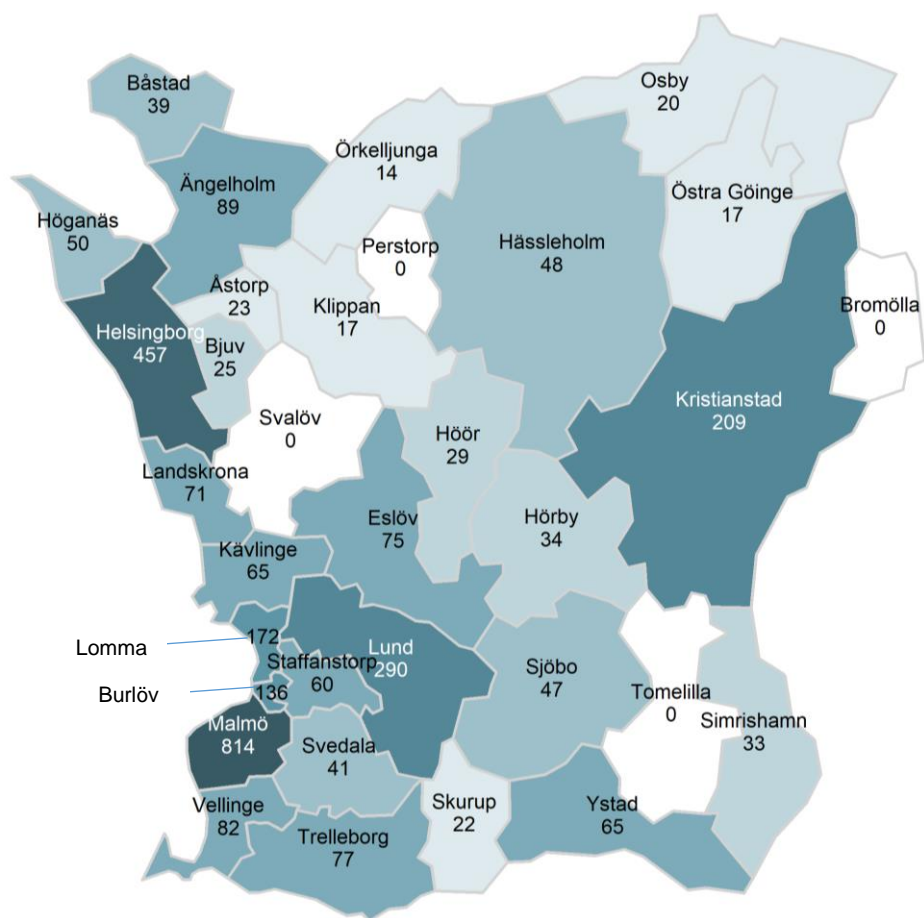 Båstad
39
Osby
20
Örkelljunga
14
Ängelholm
89
Östra Göinge
17
Höganäs
50
Perstorp
0
Hässleholm
48
Åstorp
23
Klippan
17
Bromölla
0
Helsingborg
457
Bjuv
25
Kristianstad
209
Svalöv
0
Höör
29
Landskrona
71
Eslöv
75
Hörby
34
Kävlinge
65
Lomma
172
Lund
290
Staffanstorp
60
Sjöbo
47
Burlöv
136
Tomelilla
0
Simrishamn
33
Malmö
814
Svedala
41
Vellinge
82
Skurup
22
Ystad
65
Trelleborg
77